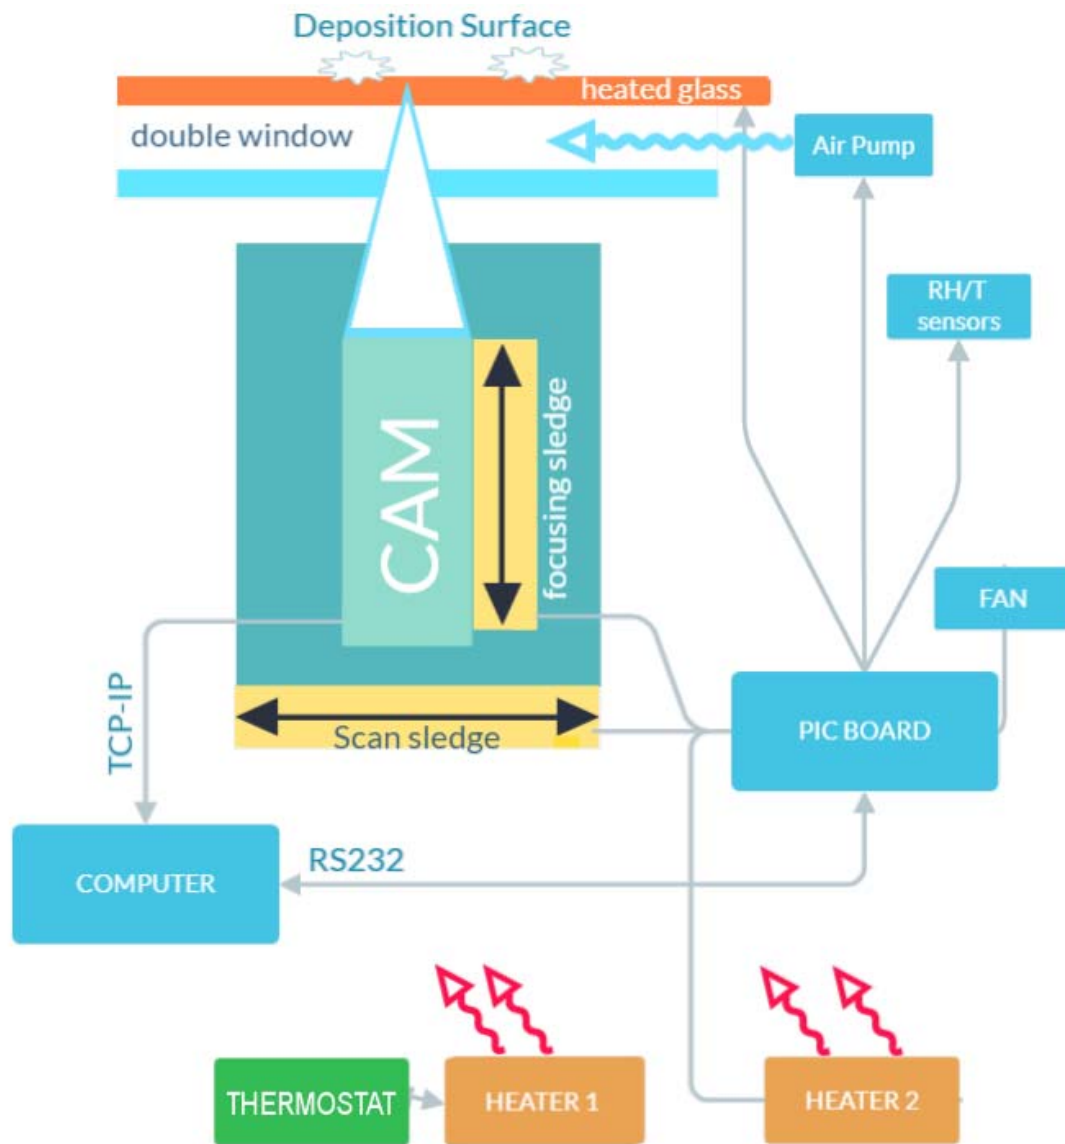 Deposition Surface
heated glass
double window
Air Pump
RH/T
sensors
CAM
focusing sledge
FAN
TCP-IP
Scan sledge
PIC BOARD
COMPUTER
RS232
THERMOSTAT
HEATER 1
HEATER 2